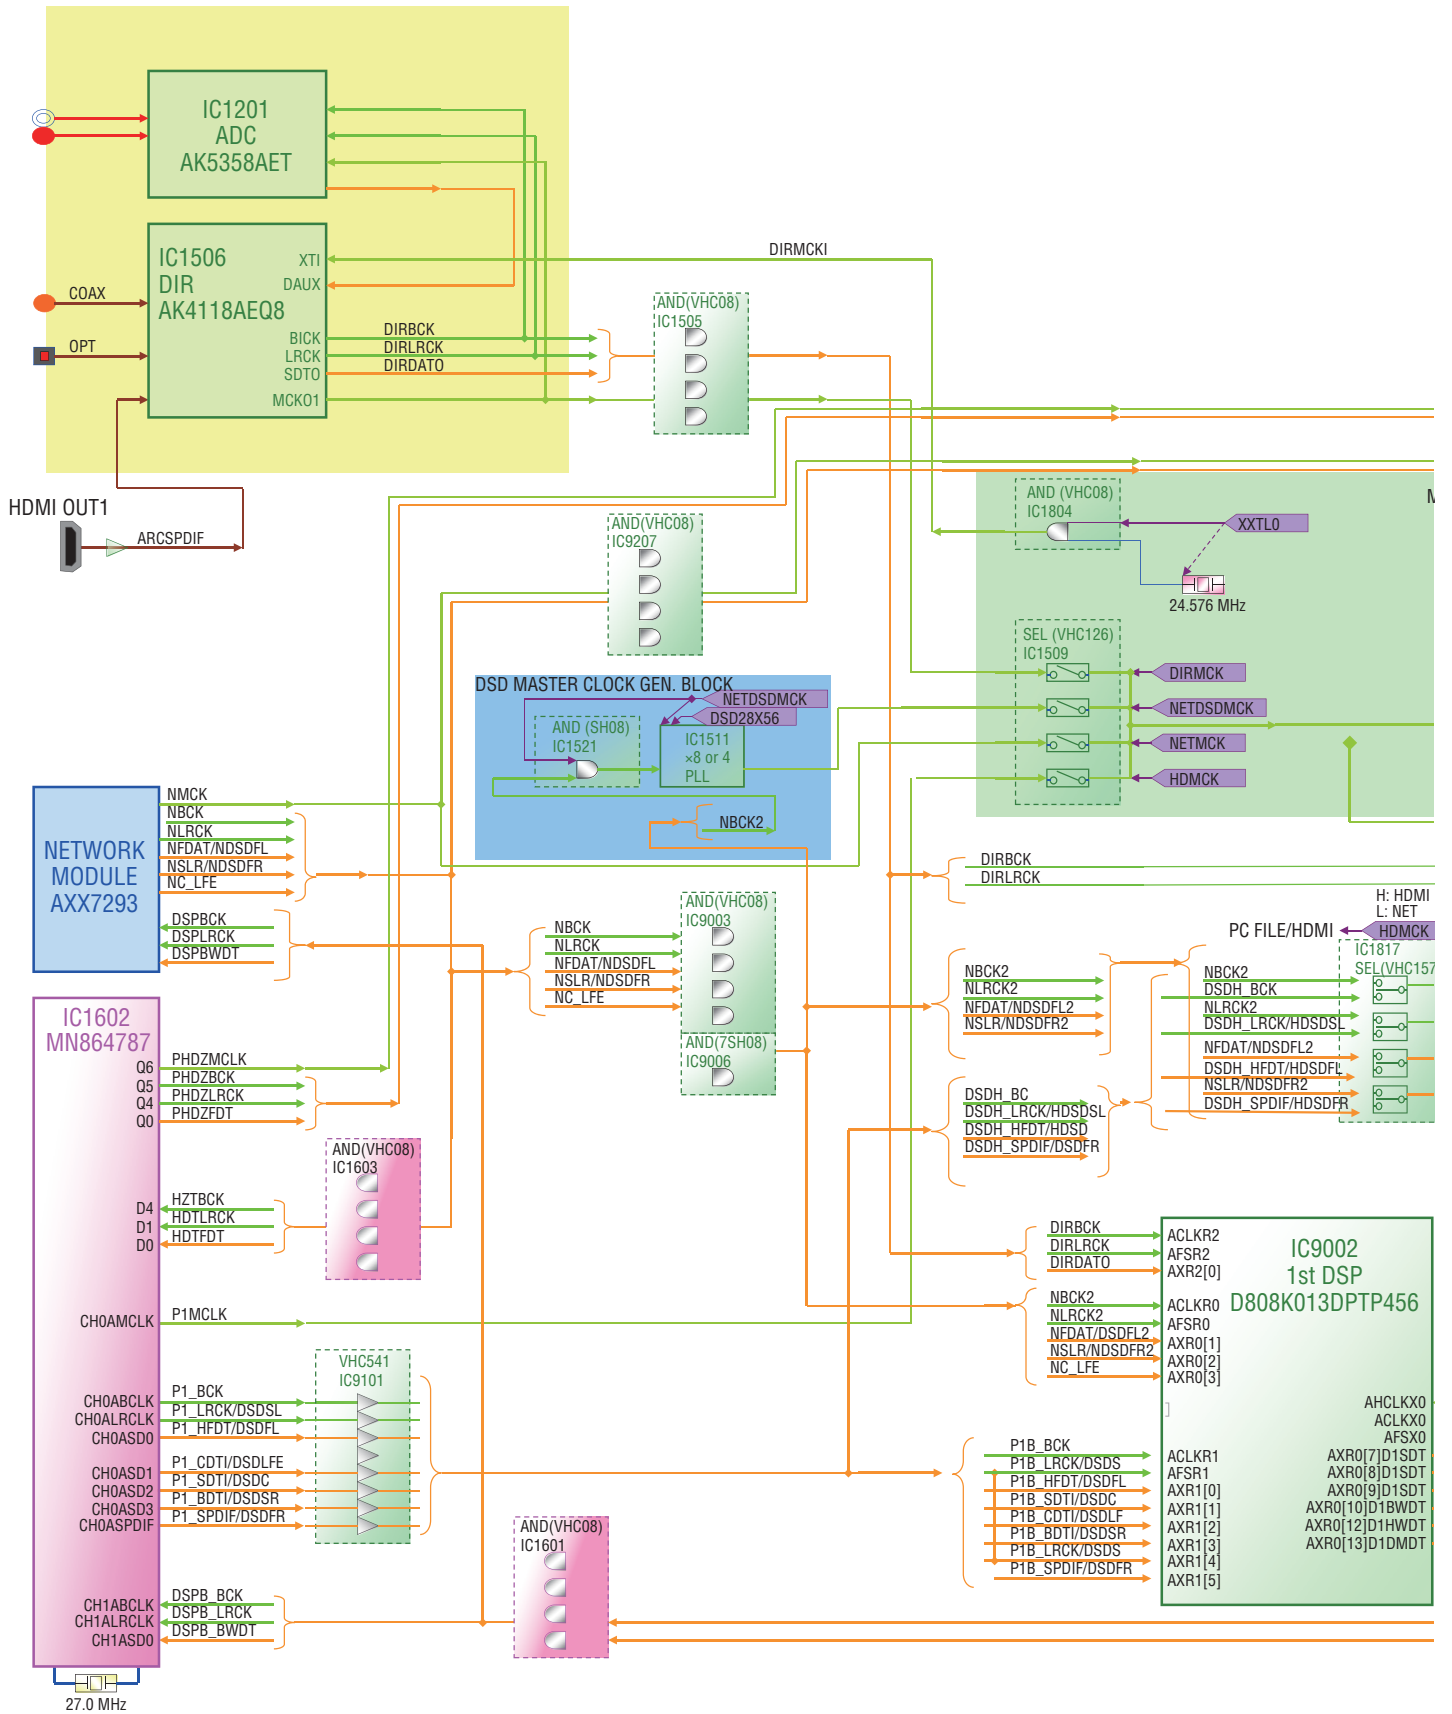 IC1201
ADC
AK5358AET
IC1506
DIR
AK4118AEQ8
XTI
DAUX
BICK
LRCK
SDTO
MCKO1
COAX
OPT
DIRBCK
DIRLRCK
DIRDATO
DIRMCKI
AND(VHC08)
IC1505
HDMI OUT1
ARCSPDIF
AND(VHC08)
IC9207
AND (VHC08)
IC1804
XXTL0
24.576 MHz
SEL (VHC126)
IC1509
DIRMCK
NETDSDMCK
NETMCK
HDMCK
DSD MASTER CLOCK GEN. BLOCK
NETDSDMCK
DSD28X56
AND (SH08)
IC1521
IC1511
×8 or 4
PLL
NBCK2
NETWORK
MODULE
AXX7293
NMCK
NBCK
NLRCK
NFDAT/NDSDFL
NSLR/NDSDFR
NC_LFE
DSPBCK
DSPLRCK
DSPBWDT
NBCK
NLRCK
NFDAT/NDSDFL
NSLR/NDSDFR
NC_LFE
AND(VHC08)
IC9003
AND(7SH08)
IC9006
DIRBCK
DIRLRCK
H: HDMI
L: NET
PC FILE/HDMI
HDMCK
IC1817
SEL(VHC157
NBCK2
NLRCK2
NFDAT/NDSDFL2
NSLR/NDSDFR2
NBCK2
DSDH_BCK
NLRCK2
DSDH_LRCK/HDSDSL
NFDAT/NDSDFL2
DSDH_HFDT/HDSDFL
NSLR/NDSDFR2
DSDH_SPDIF/HDSDFR
DSDH_BC
DSDH_LRCK/HDSDSL
DSDH_HFDT/HDSD
DSDH_SPDIF/DSDFR
IC1602
MN864787
Q6
Q5
Q4
Q0
PHDZMCLK
PHDZBCK
PHDZLRCK
PHDZFDT
AND(VHC08)
IC1603
D4
D1
D0
HZTBCK
HDTLRCK
HDTFDT
CH0AMCLK
P1MCLK
VHC541
IC9101
CH0ABCLK
CH0ALRCLK
CH0ASD0
CH0ASD1
CH0ASD2
CH0ASD3
CH0ASPDIF
P1_BCK
P1_LRCK/DSDSL
P1_HFDT/DSDFL
P1_CDTI/DSDLFE
P1_SDTI/DSDC
P1_BDTI/DSDSR
P1_SPDIF/DSDFR
AND(VHC08)
IC1601
CH1ABCLK
CH1ALRCLK
CH1ASD0
DSPB_BCK
DSPB_LRCK
DSPB_BWDT
27.0 MHz
DIRBCK
DIRLRCK
DIRDATO
NBCK2
NLRCK2
NFDAT/DSDFL2
NSLR/NDSDFR2
NC_LFE
P1B_BCK
P1B_LRCK/DSDS
P1B_HFDT/DSDFL
P1B_SDTI/DSDC
P1B_CDTI/DSDLF
P1B_BDTI/DSDSR
P1B_LRCK/DSDS
P1B_SPDIF/DSDFR
IC9002
1st DSP
D808K013DPTP456
ACLKR2
AFSR2
AXR2[0]
ACLKR0
AFSR0
AXR0[1]
AXR0[2]
AXR0[3]
]
ACLKR1
AFSR1
AXR1[0]
AXR1[1]
AXR1[2]
AXR1[3]
AXR1[4]
AXR1[5]
AHCLKX0
ACLKX0
AFSX0
AXR0[7]D1SDT
AXR0[8]D1SDT
AXR0[9]D1SDT
AXR0[10]D1BWDT
AXR0[12]D1HWDT
AXR0[13]D1DMDT